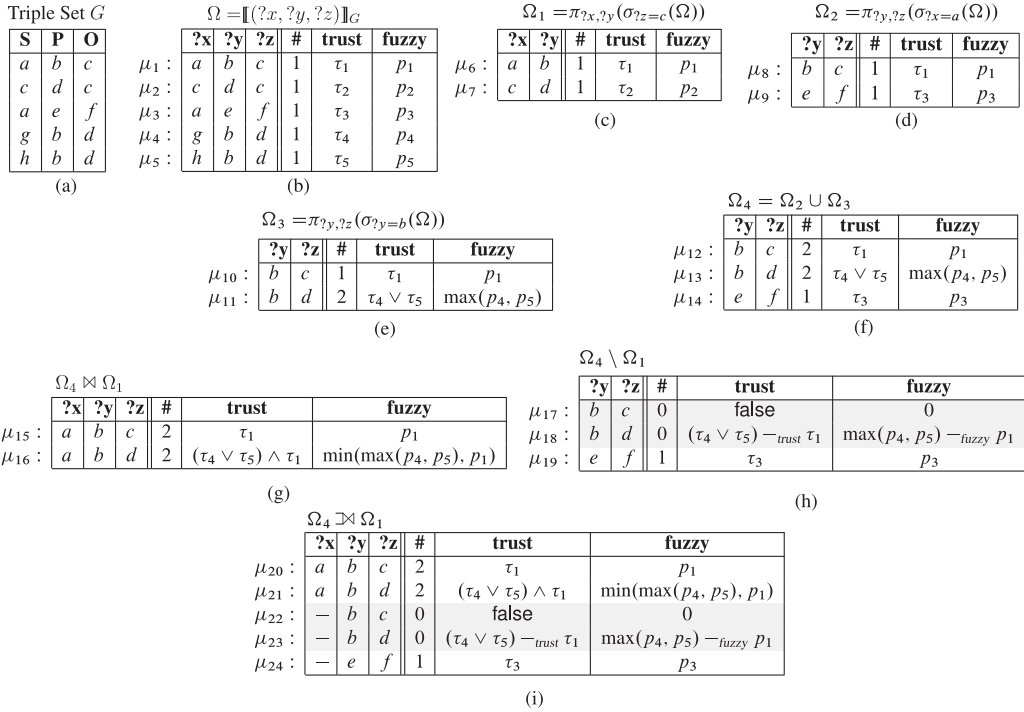 Triple Set G
S P O
a b c
c d c
a e f
g b d
h b d
(a)
Ω =⟦(?x, ?y, ?z)⟧G
?x ?y ?z # trust fuzzy
μ1 : a b c 1 τ1 p1
μ2 : c d c 1 τ2 p2
μ3 : a e f 1 τ3 p3
μ4 : g b d 1 τ4 p4
μ5 : h b d 1 τ5 p5
(b)
Ω1 =π?x,?y(σ?z=c(Ω))
?x ?y # trust fuzzy
μ6 : a b 1 τ1 p1
μ7 : c d 1 τ2 p2
(c)
Ω2 =π?y,?z(σ?x=a(Ω))
?y ?z # trust fuzzy
μ8 : b c 1 τ1 p1
μ9 : e f 1 τ3 p3
(d)
Ω3 =π?y,?z(σ?y=b(Ω))
?y ?z # trust fuzzy
μ10 : b c 1 τ1 p1
μ11 : b d 2 τ4 ∨ τ5 max(p4, p5)
(e)
Ω4 = Ω2 ∪ Ω3
?y ?z # trust fuzzy
μ12 : b c 2 τ1 p1
μ13 : b d 2 τ4 ∨ τ5 max(p4, p5)
μ14 : e f 1 τ3 p3
(f)
Ω4 ⋈ Ω1
?x ?y ?z # trust fuzzy
μ15 : a b c 2 τ1 p1
μ16 : a b d 2 (τ4 ∨ τ5) ∧ τ1 min(max(p4, p5), p1)
(g)
Ω4 \ Ω1
?y ?z # trust fuzzy
μ17 : b c 0 false 0
μ18 : b d 0 (τ4 ∨ τ5) −trust τ1 max(p4, p5) −fuzzy p1
μ19 : e f 1 τ3 p3
(h)
Ω4 ⟕ Ω1
?x ?y ?z # trust fuzzy
μ20 : a b c 2 τ1 p1
μ21 : a b d 2 (τ4 ∨ τ5) ∧ τ1 min(max(p4, p5), p1)
μ22 : − b c 0 false 0
μ23 : − b d 0 (τ4 ∨ τ5) −trust τ1 max(p4, p5) −fuzzy p1
μ24 : − e f 1 τ3 p3
(i)